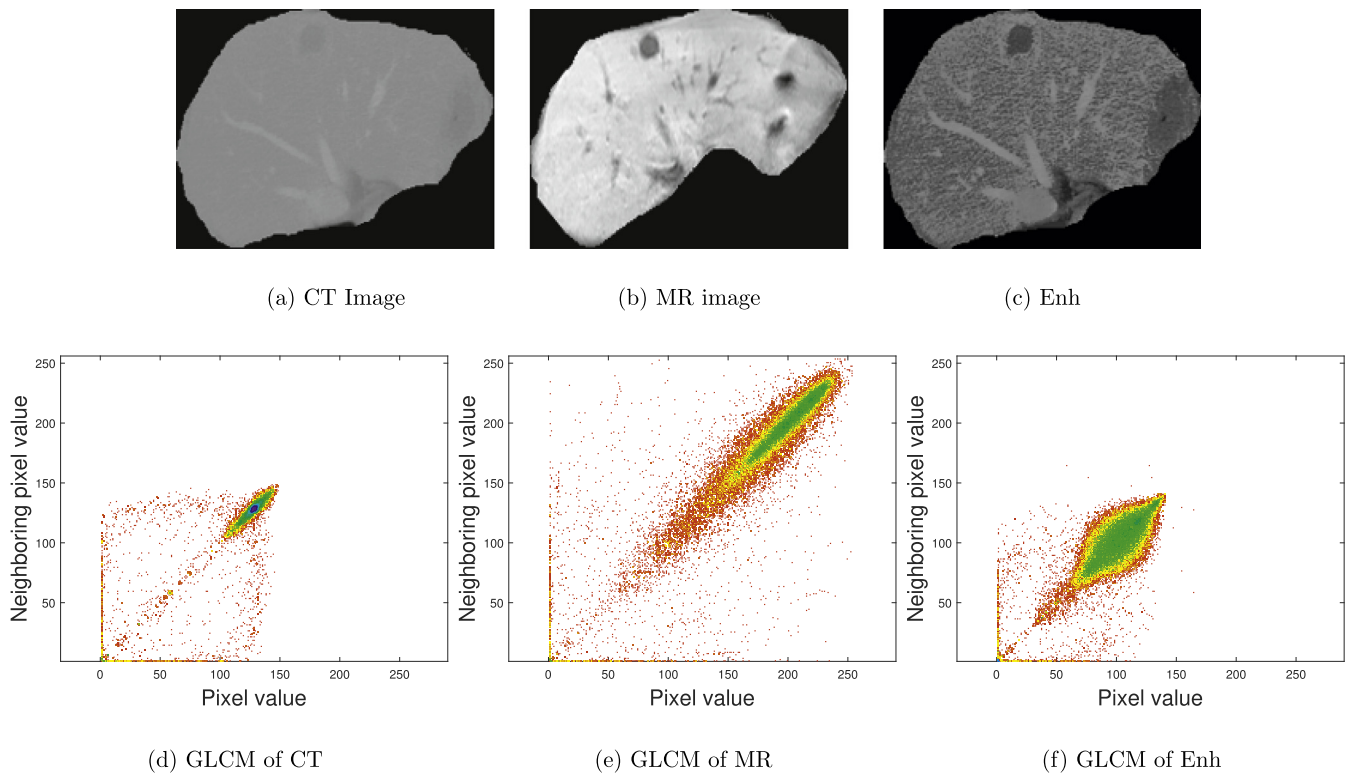 (a) CT Image
(b) MR image
(c) Enh
Neighboring pixel value
250
200
150
100
50
0
50
100
150
200
250
Pixel value
Neighboring pixel value
250
200
150
100
50
0
50
100
150
200
250
Pixel value
Neighboring pixel value
250
200
150
100
50
0
50
100
150
200
250
Pixel value
(d) GLCM of CT
(e) GLCM of MR
(f) GLCM of Enh